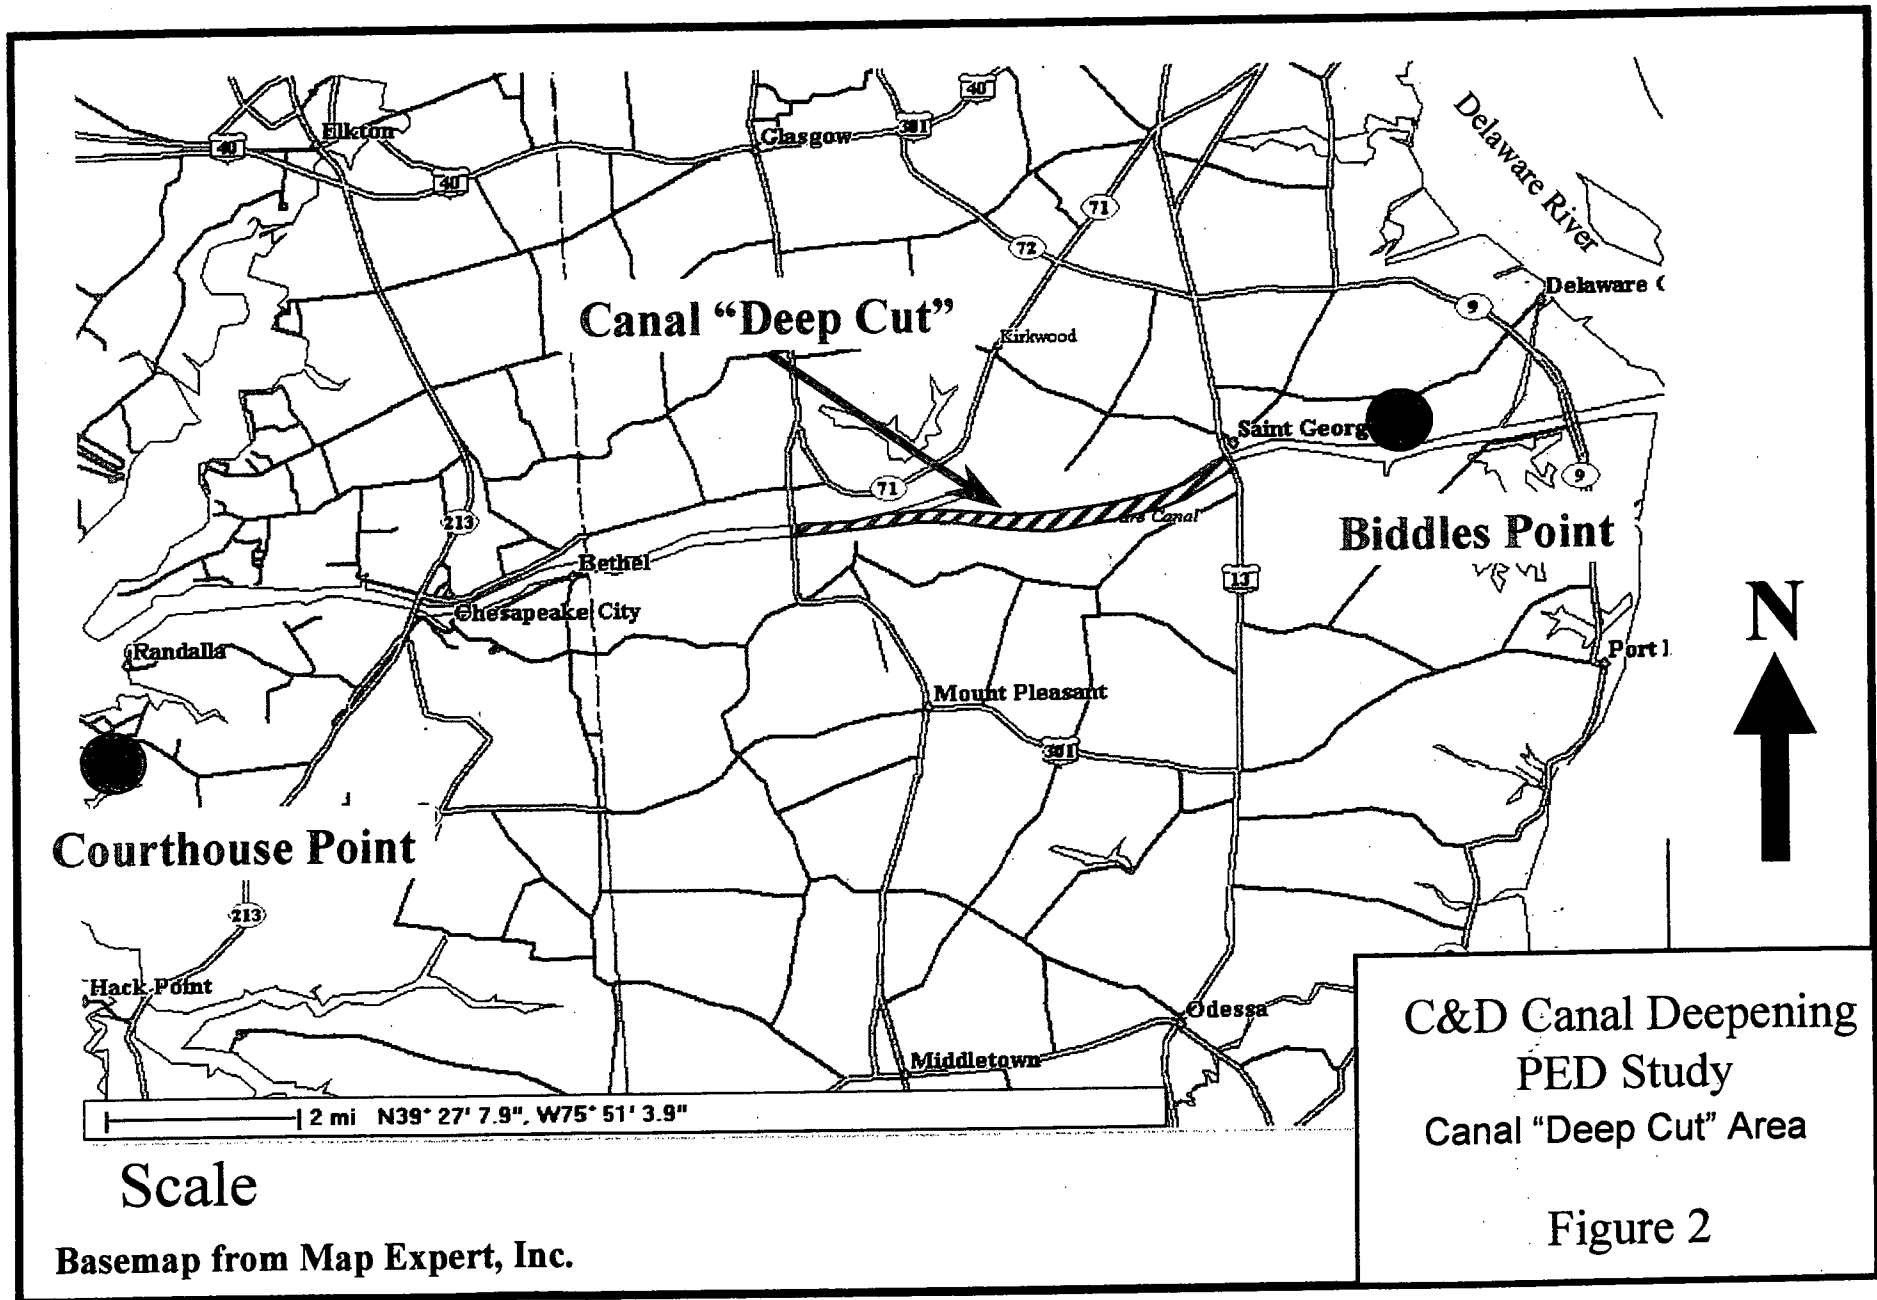 Delaware River
40
Elkton
40
Glasgow
301
40
40
71
72
Delaware C
9
Canal “Deep Cut”
Kirkwood
Saint Georg
71
9
213
Canal
Biddles Point
Bethel
13
Chesapeake City
N
Randalla
Port
Mount Pleasant
301
Courthouse Point
213
Hack Point
Odessa
Middletown
2 mi N39° 27' 7.9", W75° 51' 3.9"
Scale
Basemap from Map Expert, Inc.
C&D Canal Deepening
PED Study
Canal “Deep Cut” Area
Figure 2